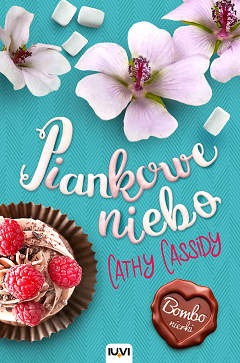 Piankowe
niebo
CATHY CASSIDY
Bombo
nierki
IUVI